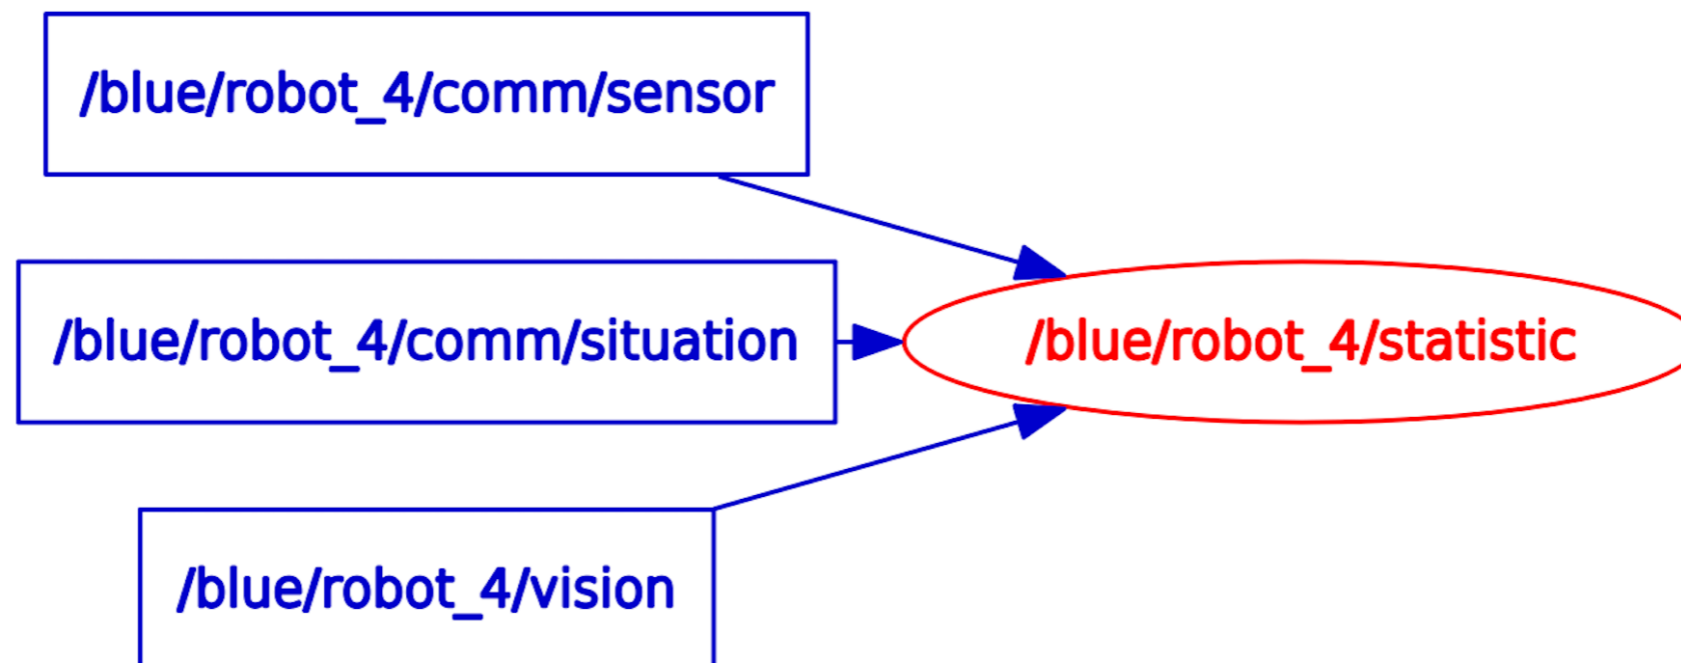 /blue/robot_4/comm/sensor
/blue/robot_4/comm/situation
/blue/robot_4/statistic
/blue/robot_4/vision